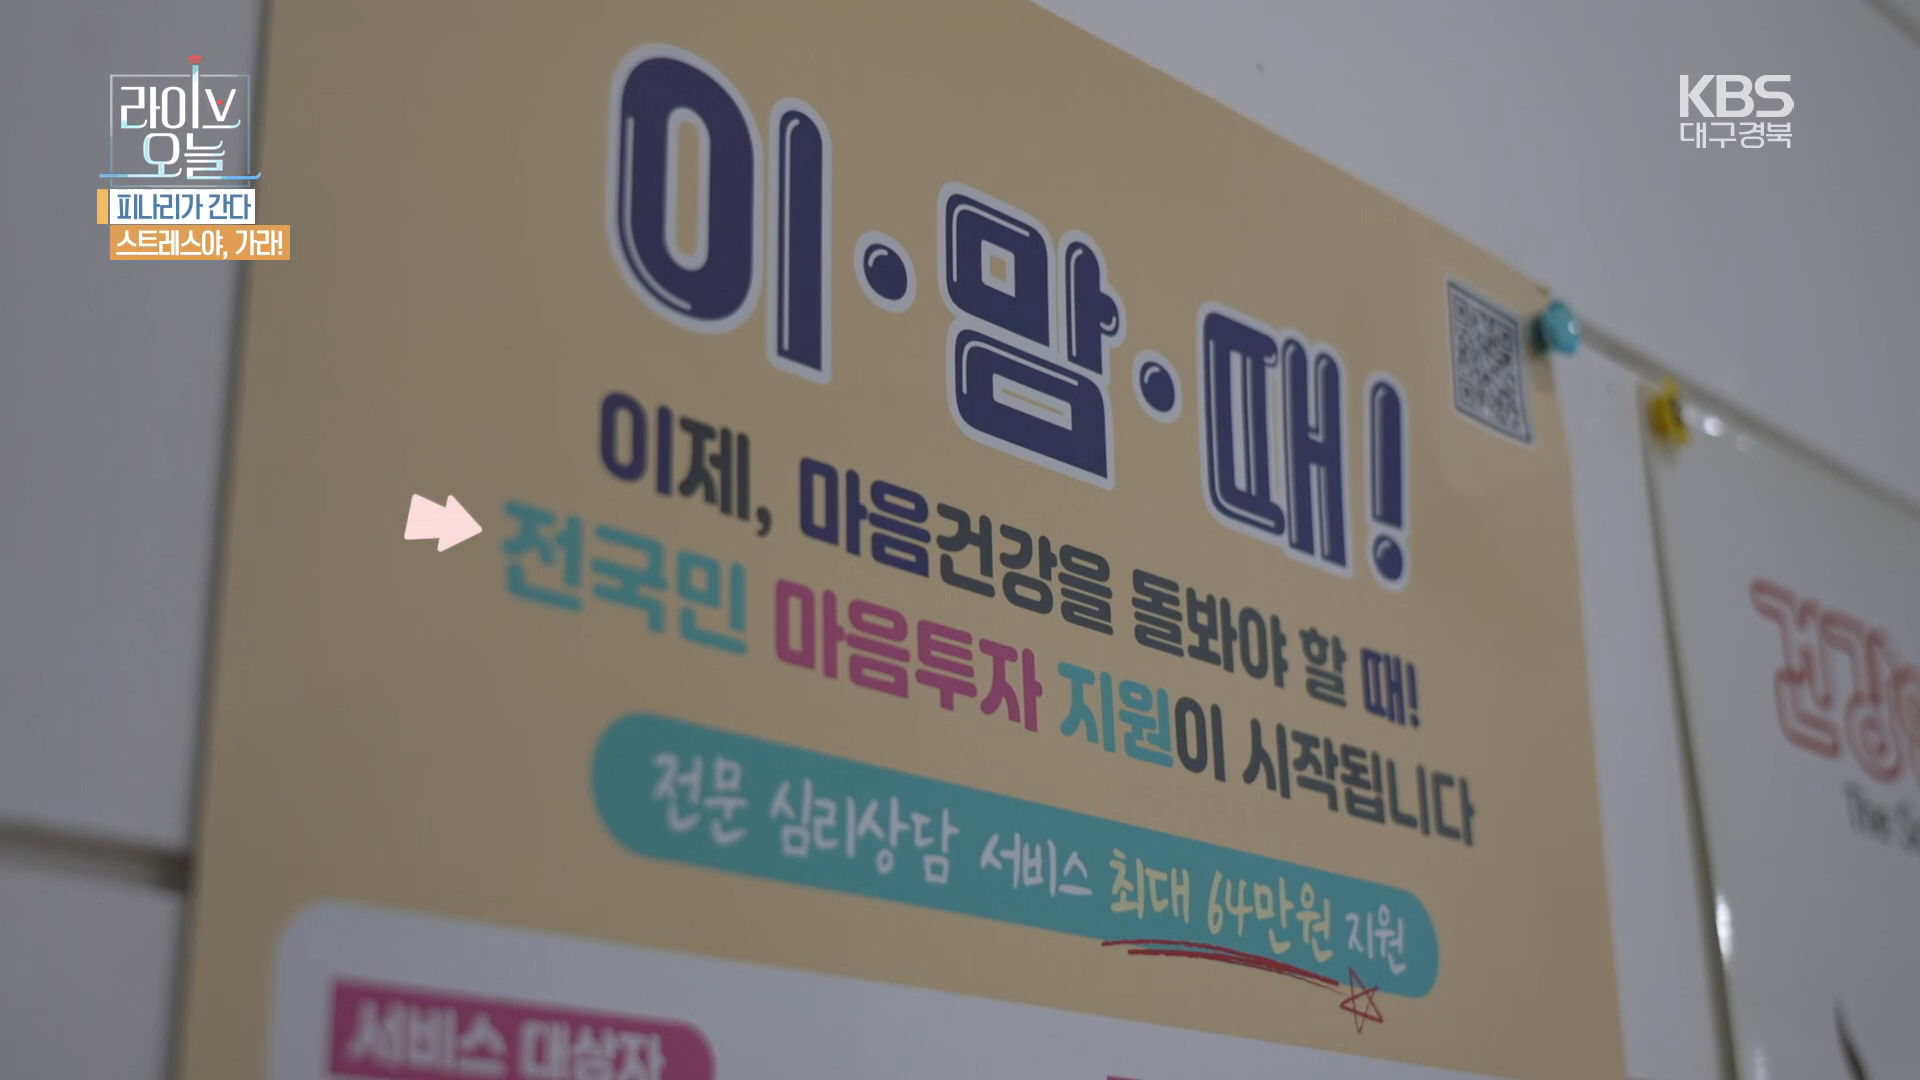 라이브
오늘
피나리가 간다
스트레스야, 가라!
KBS
대구경북
이·맘·때!
이제, 마음건강을 돌봐야 할 때!
전국민 마음투자 지원이 시작됩니다
전문 심리상담 서비스 최대 64만원 지원
서비스 대상자
건강
The